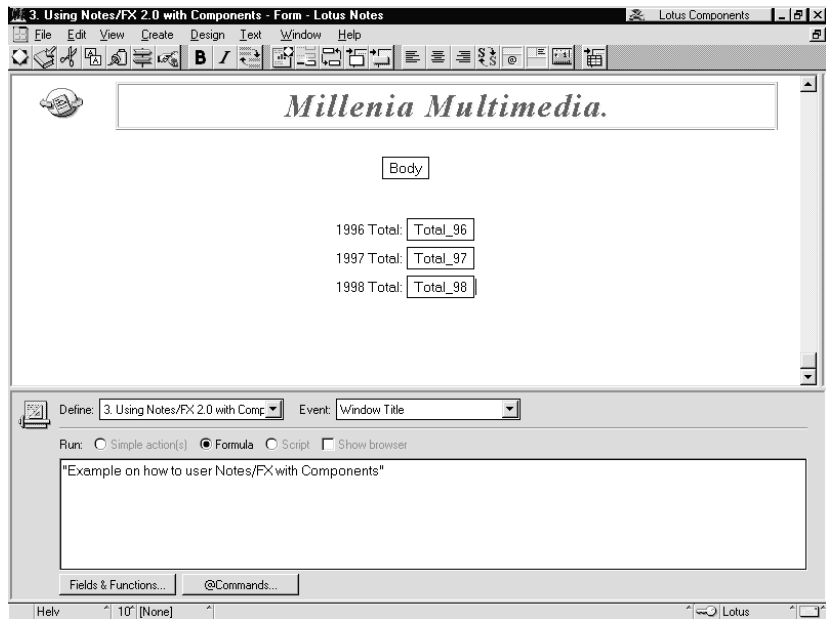 3. Using Notes/FX 2.0 with Components - Form - Lotus Notes
Lotus Components
File Edit View Create Design Text Window Help
B I
Millenia Multimedia.
Body
1996 Total: Total_96
1997 Total: Total_97
1998 Total: Total_98
Define: 3. Using Notes/FX 2.0 with Comp Event: Window Title
Run: Simple action(s) Formula Script Show browser
"Example on how to user Notes/FX with Components"
Fields & Functions... @Commands...
Helv 10 [None] Lotus